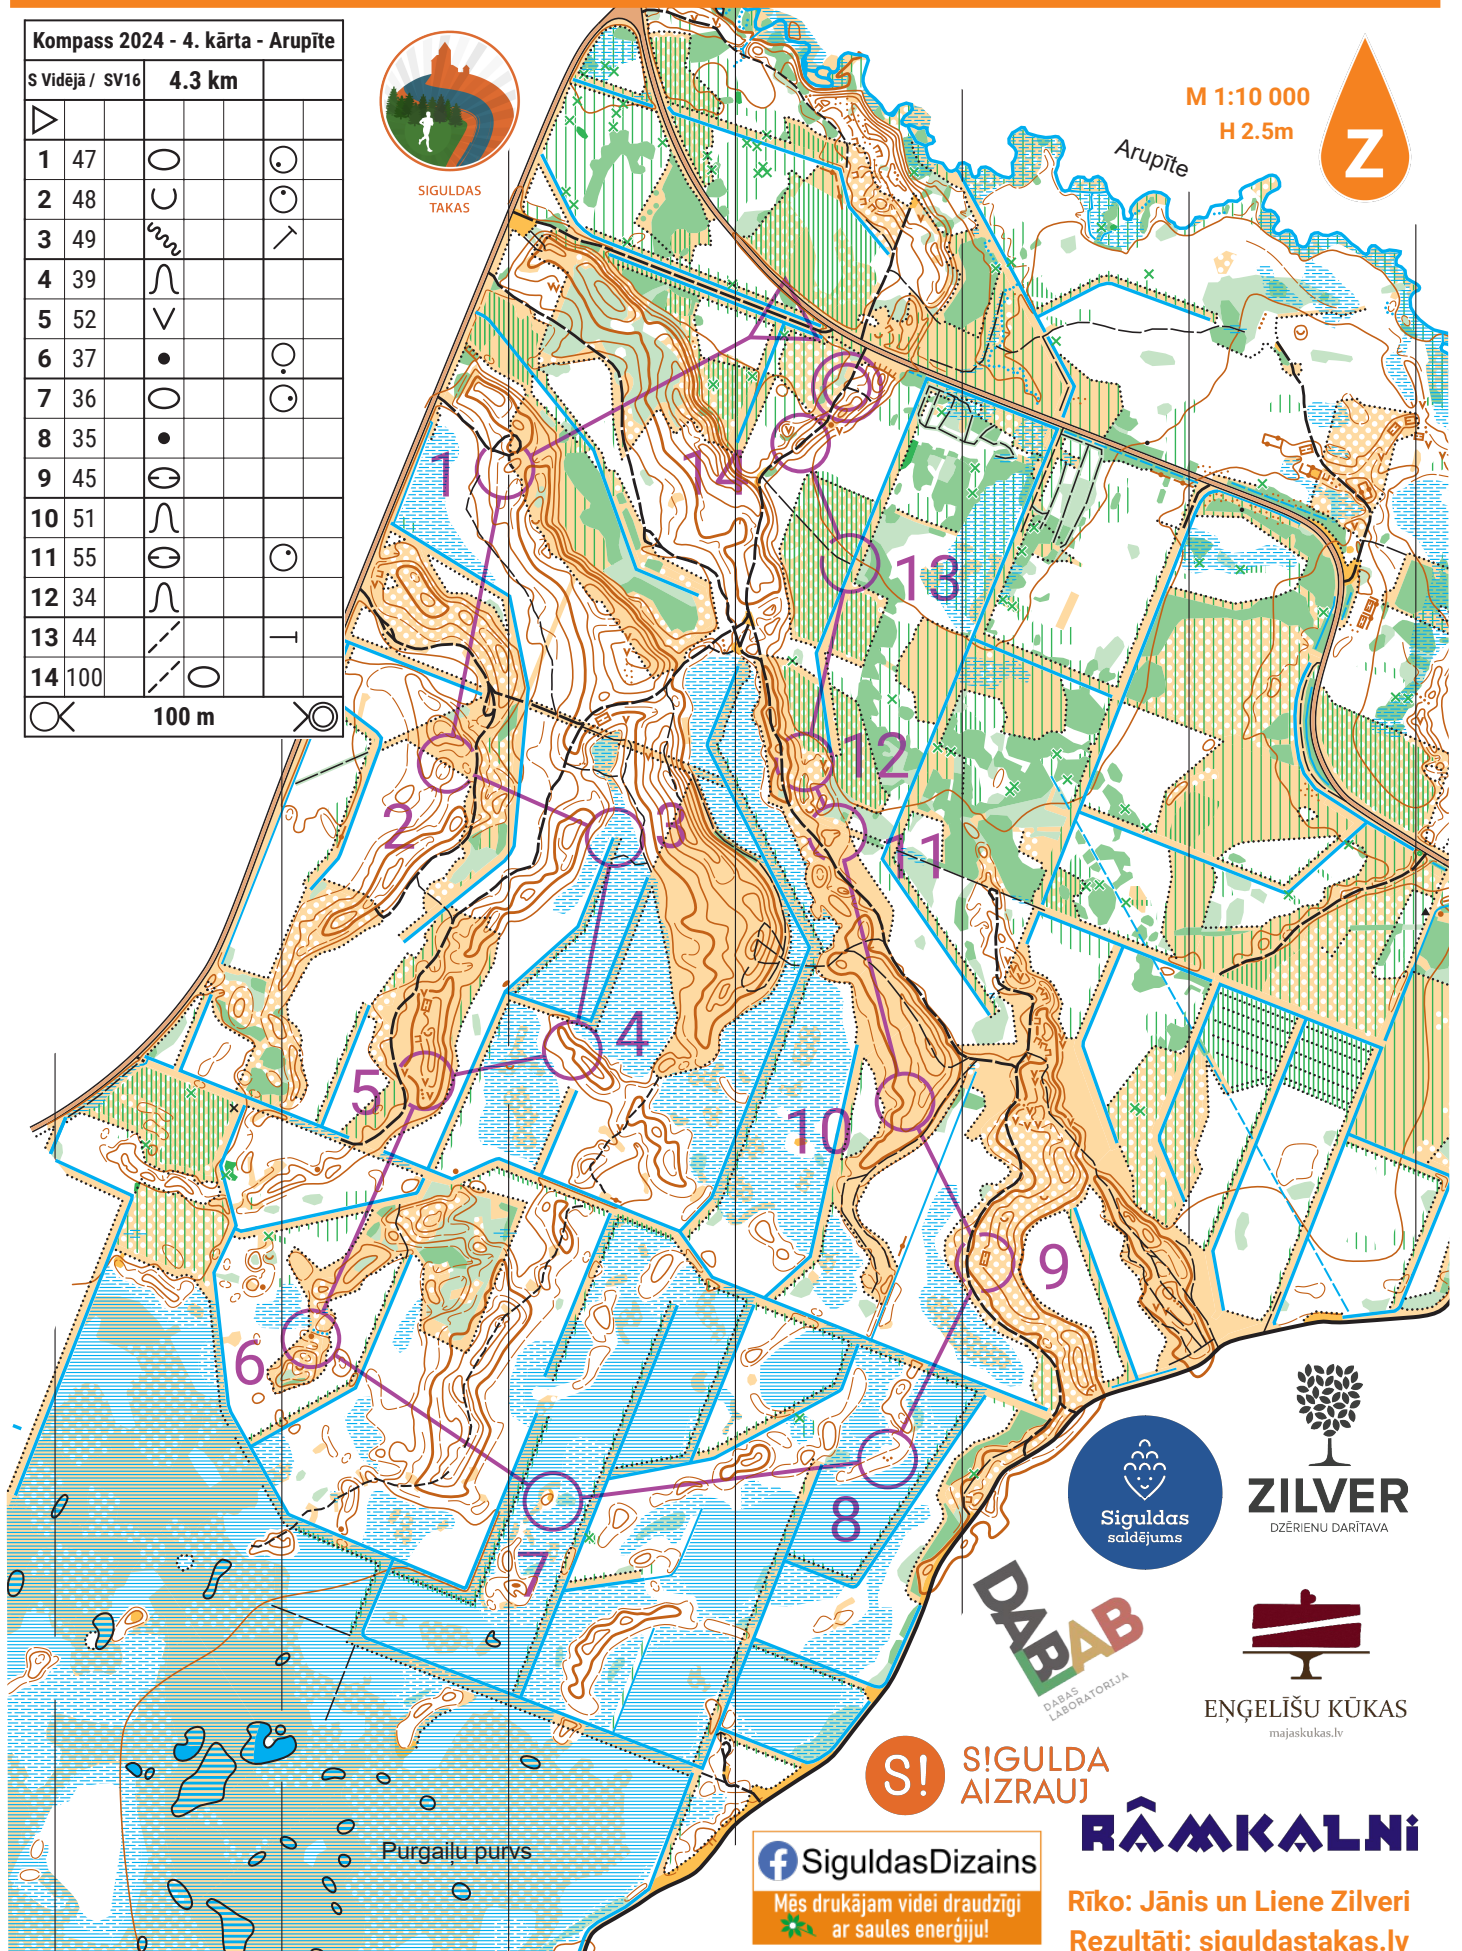 Kompass 2024 - 4. kārta - Arupīte
S Vidējā / SV16 4.3 km
1 47
2 48
3 49
4 39
5 52
6 37
7 36
8 35
9 45
10 51
11 55
12 34
13 44
14 100
100 m
SIGULDAS
TAKAS
M 1:10 000
H 2.5m
Z
Arupīte
1
14
13
12
2
3
11
4
5
10
9
6
8
7
Purgaiļu purvs
Siguldas
saldējums
ZILVER
DZĒRIENU DARĪTAVA
DABAB
DABAS
LABORATORIJA
EŅĢELĪŠU KŪKAS
majaskukas.lv
S! S!GULDA
AIZRAUJ
RÂMKALNi
SiguldasDizains
Mēs drukājam videi draudzīgi
ar saules enerģiju!
Rīko: Jānis un Liene Zilveri
Rezultāti: siguldastakas.lv